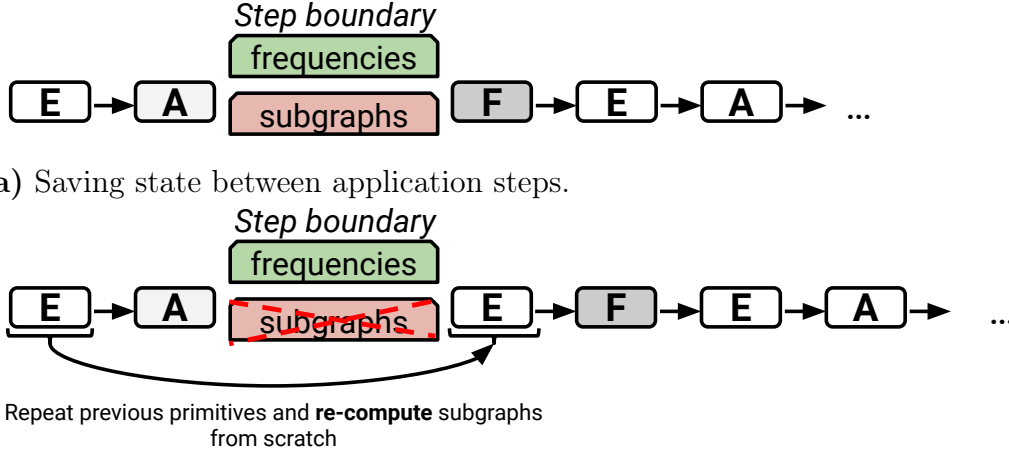 Step boundary
frequencies
E A subgraphs F E A ...
a) Saving state between application steps.
Step boundary
frequencies
E A subgraphs E F E A ...
Repeat previous primitives and re-compute subgraphs
from scratch